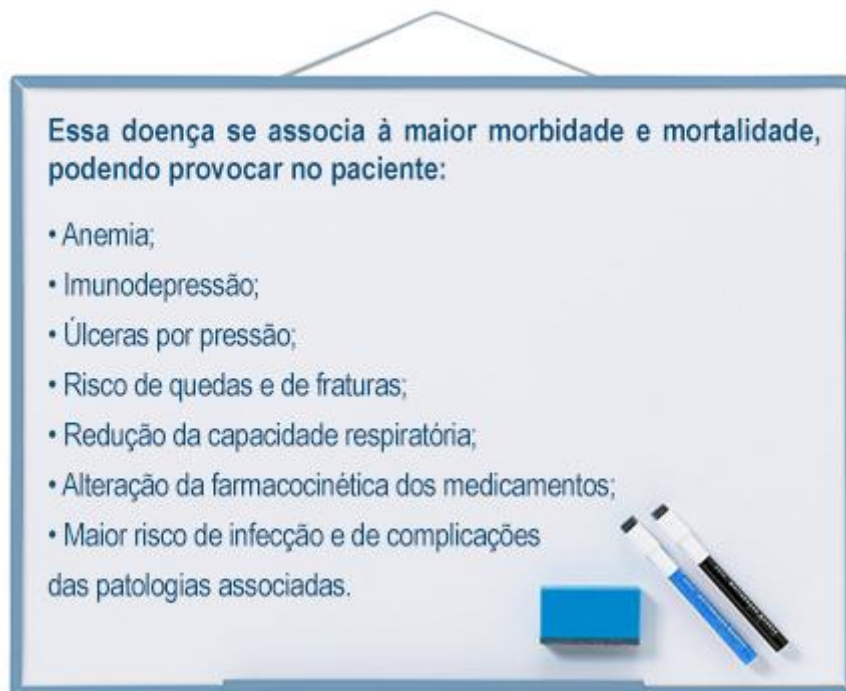 Essa doença se associa à maior morbidade e mortalidade,
podendo provocar no paciente:
• Anemia;
• Imunodepressão;
• Úlceras por pressão;
• Risco de quedas e de fraturas;
• Redução da capacidade respiratória;
• Alteração da farmacocinética dos medicamentos;
• Maior risco de infecção e de complicações
das patologias associadas.